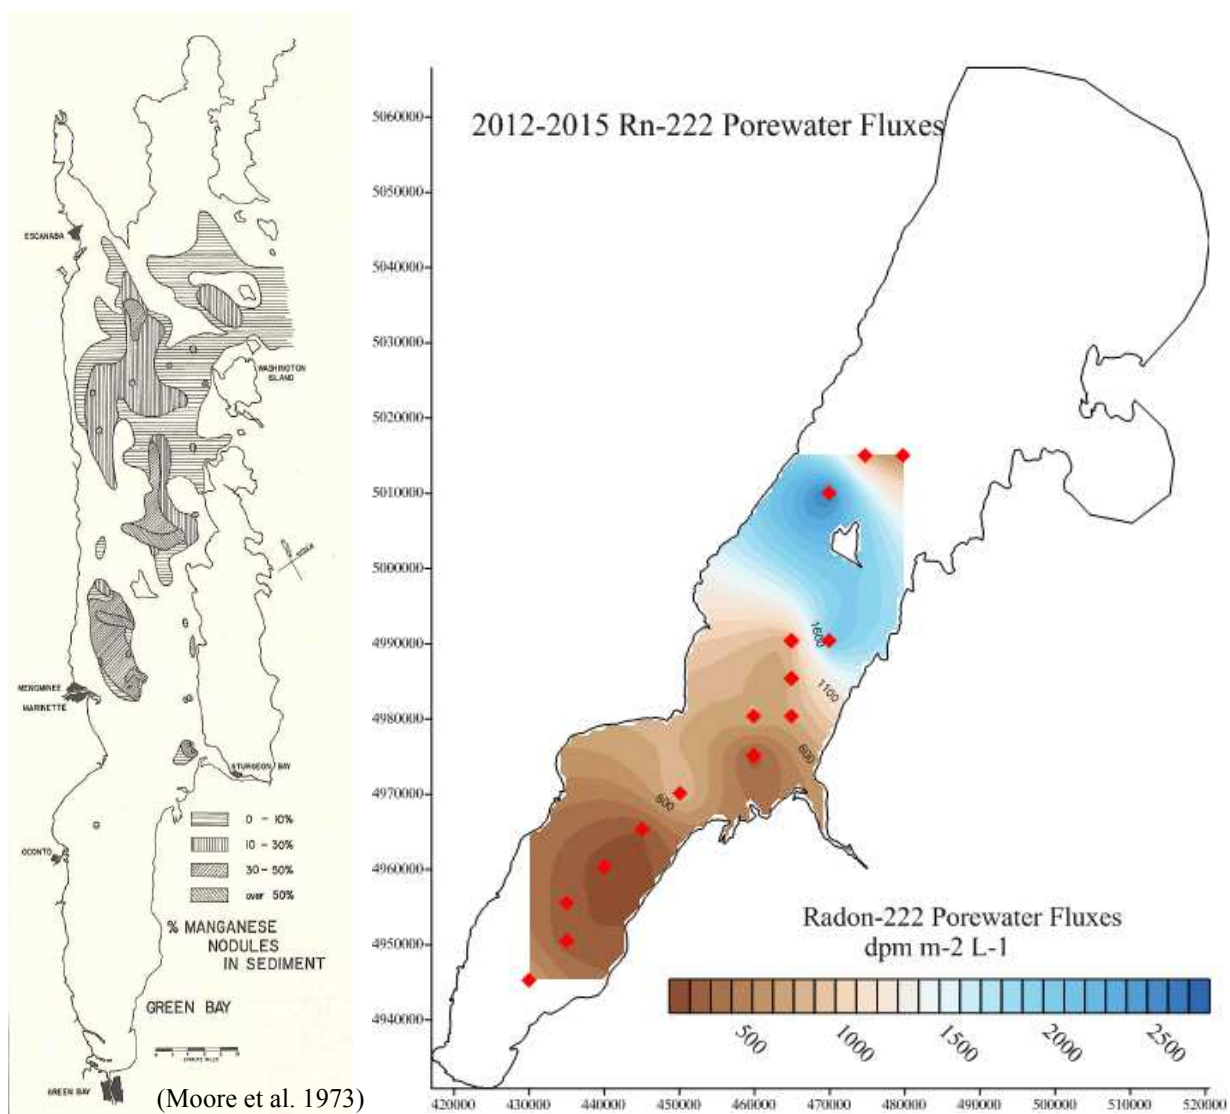 ESCANABA
WASHINGTON
ISLAND
MENOMINEE
MARINETTE
STURGEON BAY
OCONTO
0 – 10%
10 – 30%
30 – 50%
over 50%
% MANGANESE
NODULES
IN SEDIMENT
GREEN BAY
GREEN BAY
(Moore et al. 1973)
2012-2015 Rn-222 Porewater Fluxes
5060000
5050000
5040000
5030000
5020000
5010000
5000000
4990000
4980000
4970000
4960000
4950000
4940000
1600
1100
600
600
Radon-222 Porewater Fluxes
dpm m-2 L-1
500
1000
1500
2000
2500
420000 430000 440000 450000 460000 470000 480000 490000 500000 510000 520000